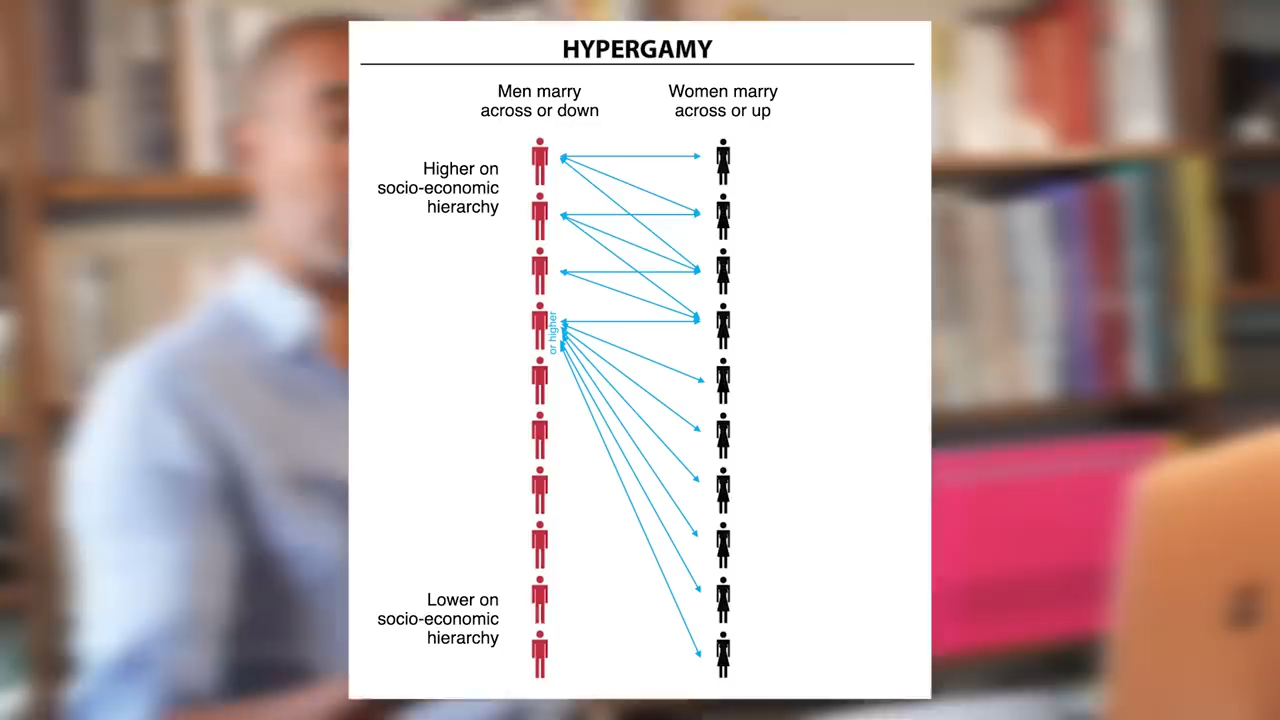 HYPERGAMY
Men marry
across or down
Women marry
across or up
Higher on
socio-economic
hierarchy
or higher
Lower on
socio-economic
hierarchy